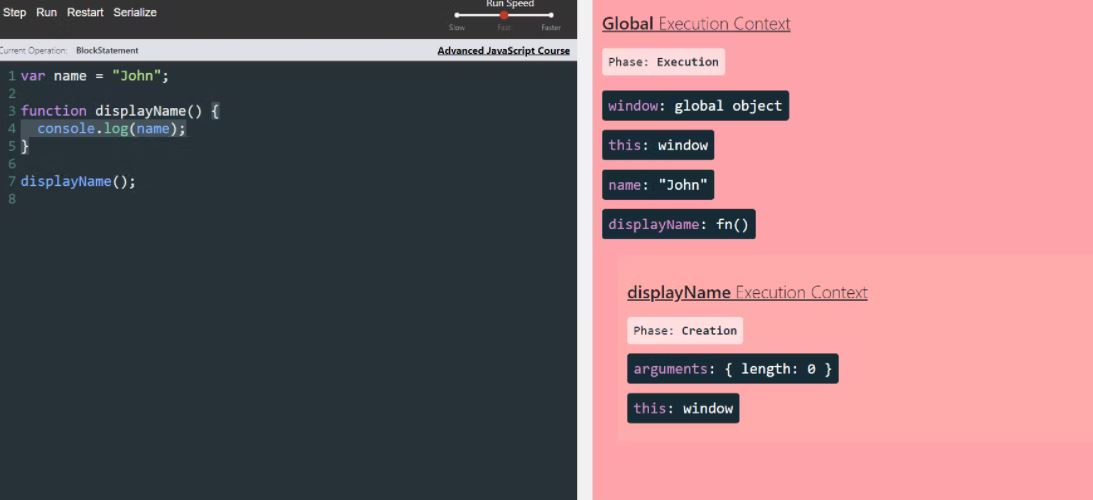 Step Run Restart Serialize
Run Speed
Slow Fast Faster
Current Operation: BlockStatement
Advanced JavaScript Course
1 var name = "John";
2
3 function displayName() {
4   console.log(name);
5 }
6
7 displayName();
8
Global Execution Context
Phase: Execution
window: global object
this: window
name: "John"
displayName: fn()
displayName Execution Context
Phase: Creation
arguments: { length: 0 }
this: window